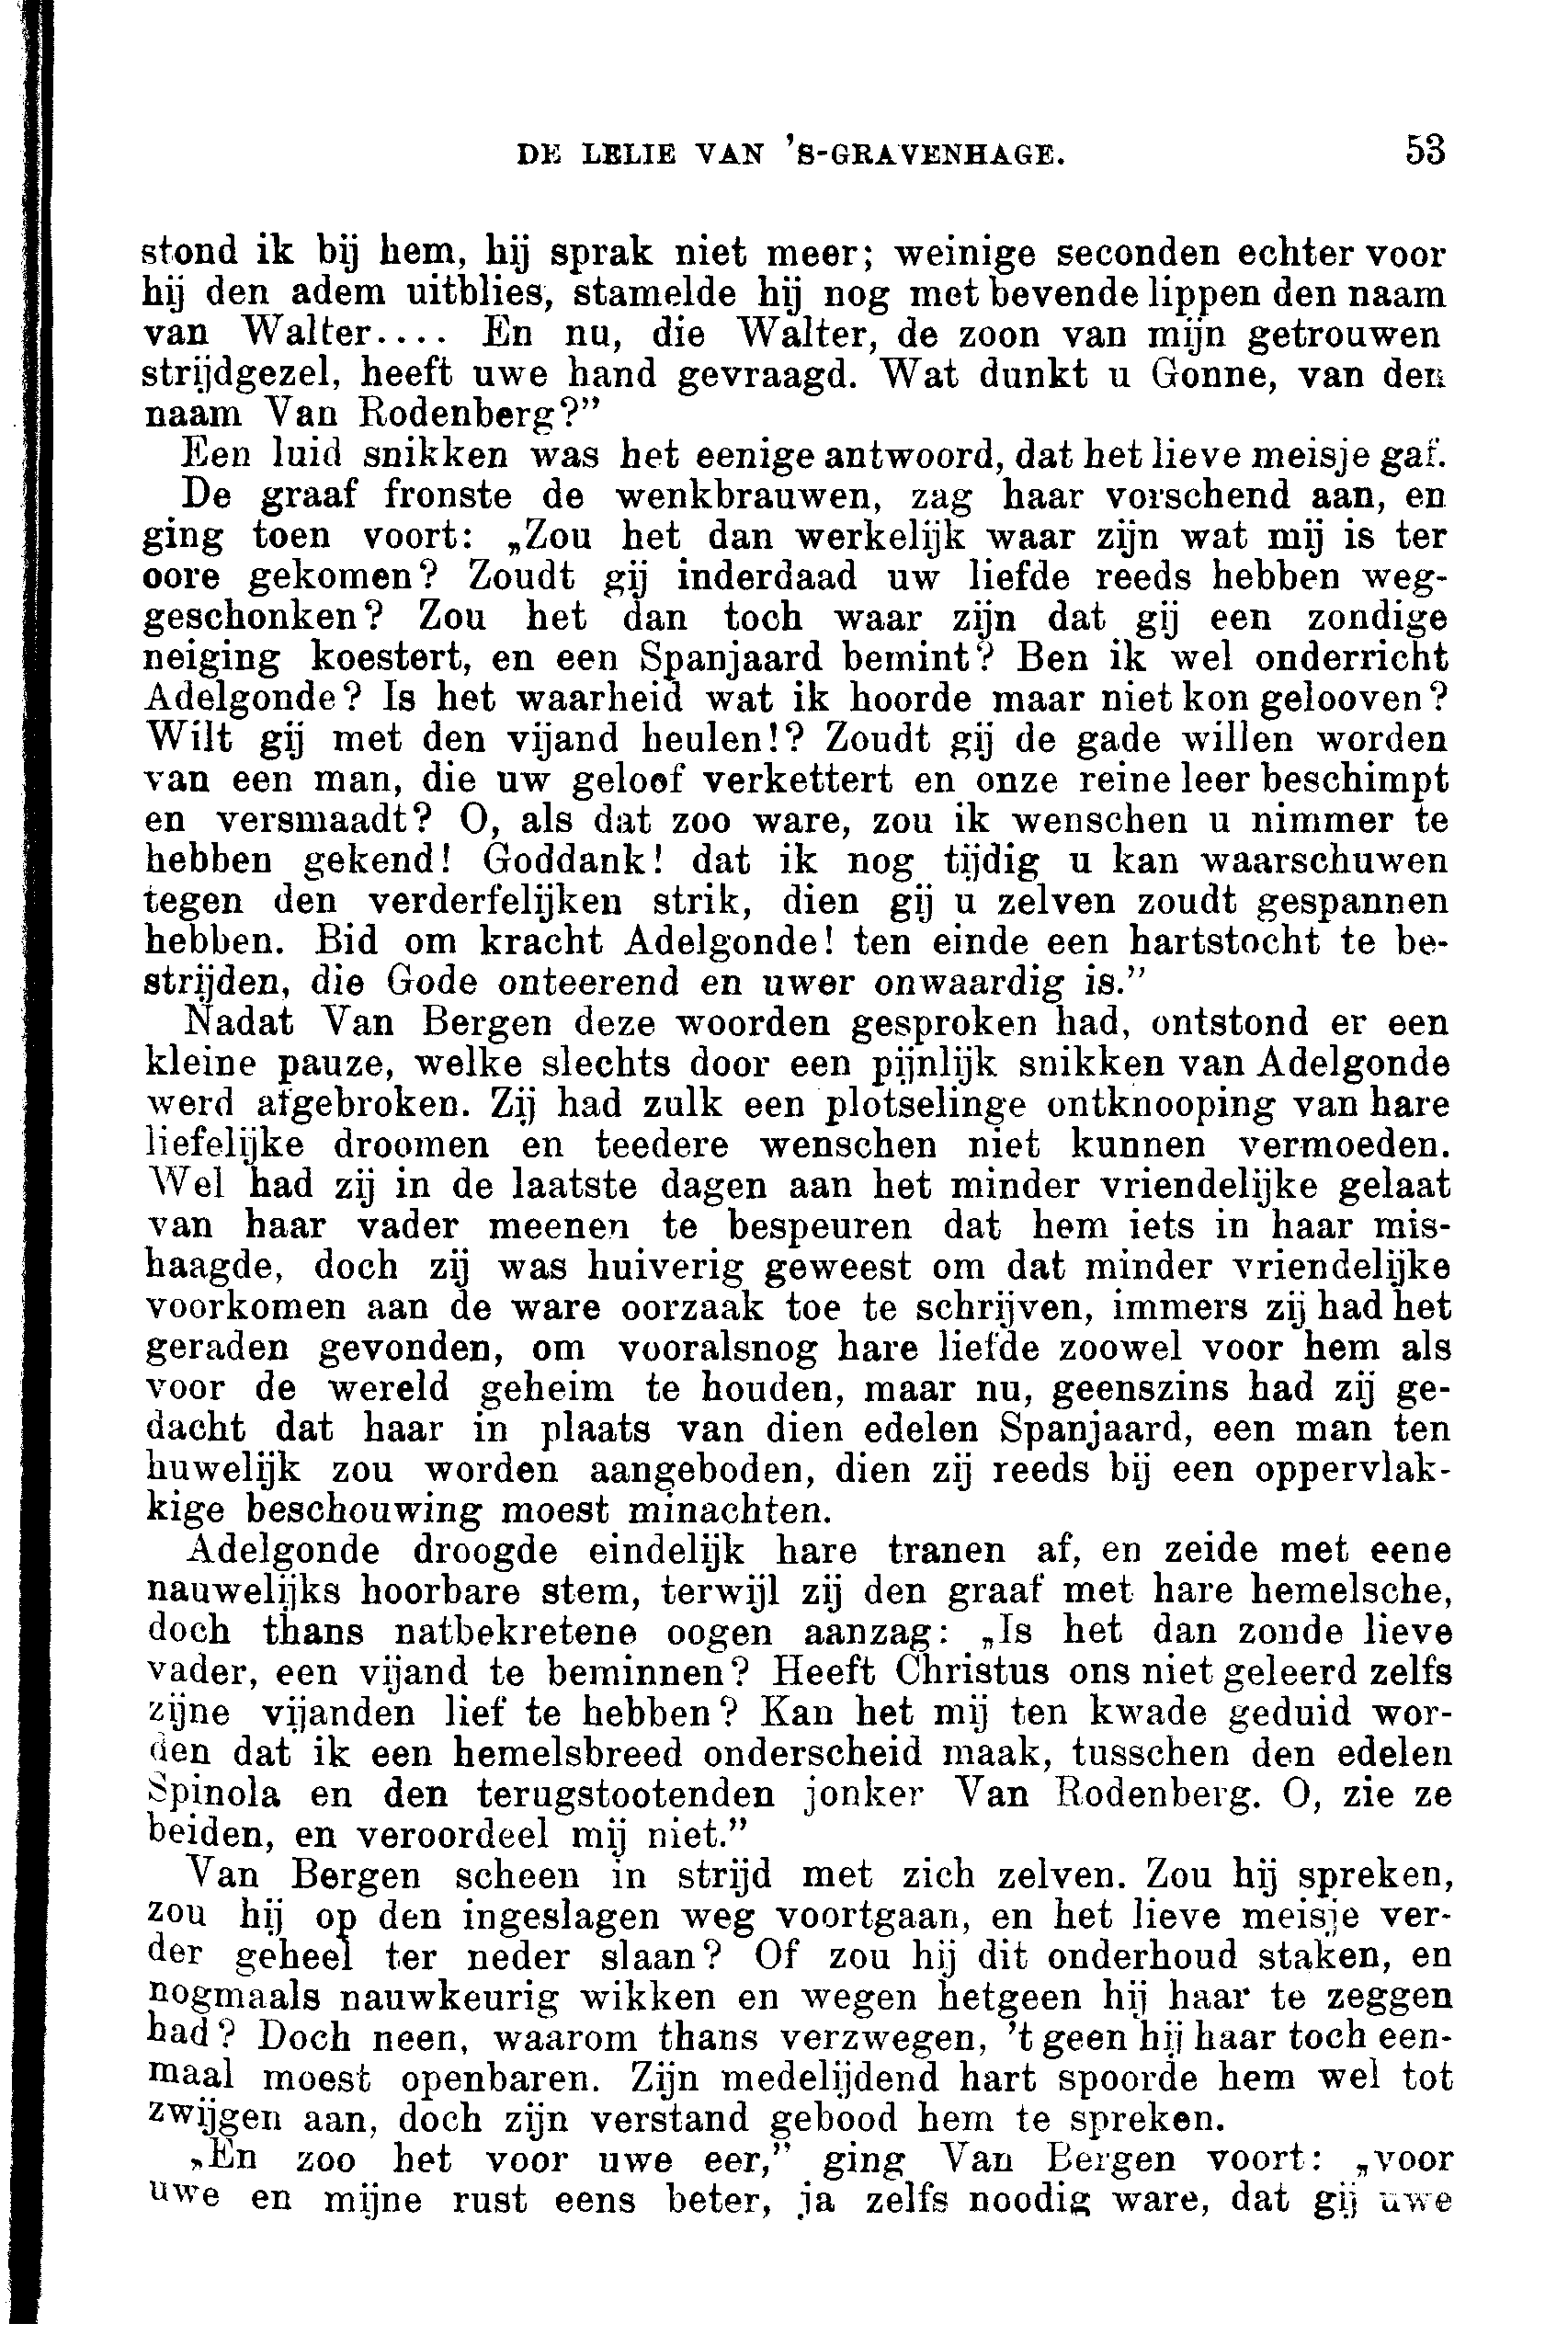 DE LELIE VAN 'S-GRAVENHAGE. 53
stond ik bij hem, hij sprak niet meer; weinige seconden echter voor
hij den adem uitblies, stamelde hij nog met bevende lippen den naam
van Walter.... En nu, die Walter, de zoon van mijn getrouwen
strijdgezel, heeft uwe hand gevraagd. Wat dunkt u Gonne, van den
naam Van Rodenberg?”
Een luid snikken was het eenige antwoord, dat het lieve meisje gaf.
De graaf fronste de wenkbrauwen, zag haar vorschend aan, en
ging toen voort: „Zou het dan werkelijk waar zijn wat mij is ter
oore gekomen? Zoudt gij inderdaad uw liefde reeds hebben weg-
geschonken? Zou het dan toch waar zijn dat gij een zondige
neiging koestert, en een Spanjaard bemint? Ben ik wel onderricht
Adelgonde? Is het waarheid wat ik hoorde maar niet kon gelooven?
Wilt gij met den vijand heulen!? Zoudt gij de gade willen worden
van een man, die uw geloof verkettert en onze reine leer beschimpt
en versmaadt? O, als dat zoo ware, zou ik wenschen u nimmer te
hebben gekend! Goddank! dat ik nog tijdig u kan waarschuwen
tegen den verderfelijken strik, dien gij u zelven zoudt gespannen
hebben. Bid om kracht Adelgonde! ten einde een hartstocht te be-
strijden, die Gode onteerend en uwer onwaardig is.”
Nadat Van Bergen deze woorden gesproken had, ontstond er een
kleine pauze, welke slechts door een pijnlijk snikken van Adelgonde
werd afgebroken. Zij had zulk een plotselinge ontknooping van hare
liefelijke droomen en teedere wenschen niet kunnen vermoeden.
Wel had zij in de laatste dagen aan het minder vriendelijke gelaat
van haar vader meenen te bespeuren dat hem iets in haar mis-
haagde, doch zij was huiverig geweest om dat minder vriendelijke
voorkomen aan de ware oorzaak toe te schrijven, immers zij had het
geraden gevonden, om vooralsnog hare liefde zoowel voor hem als
voor de wereld geheim te houden, maar nu, geenszins had zij ge-
dacht dat haar in plaats van dien edelen Spanjaard, een man ten
huwelijk zou worden aangeboden, dien zij reeds bij een oppervlak-
kige beschouwing moest minachten.
Adelgonde droogde eindelijk hare tranen af, en zeide met eene
nauwelijks hoorbare stem, terwijl zij den graaf met hare hemelsche,
doch thans natbekretene oogen aanzag: „Is het dan zonde lieve
vader, een vijand te beminnen? Heeft Christus ons niet geleerd zelfs
zijne vijanden lief te hebben? Kan het mij ten kwade geduid wor-
den dat ik een hemelsbreed onderscheid maak, tusschen den edelen
Spinola en den terugstootenden jonker Van Rodenberg. O, zie ze
beiden, en veroordeel mij niet.”
Van Bergen scheen in strijd met zich zelven. Zou hij spreken,
zou hij op den ingeslagen weg voortgaan, en het lieve meisje ver-
der geheel ter neder slaan? Of zou hij dit onderhoud staken, en
nogmaals nauwkeurig wikken en wegen hetgeen hij haar te zeggen
had? Doch neen, waarom thans verzwegen, 't geen hij haar toch een-
maal moest openbaren. Zijn medelijdend hart spoorde hem wel tot
zwijgen aan, doch zijn verstand gebood hem te spreken.
„En zoo het voor uwe eer,” ging Van Bergen voort: „voor
uwe en mijne rust eens beter, ja zelfs noodig ware, dat gij uwe